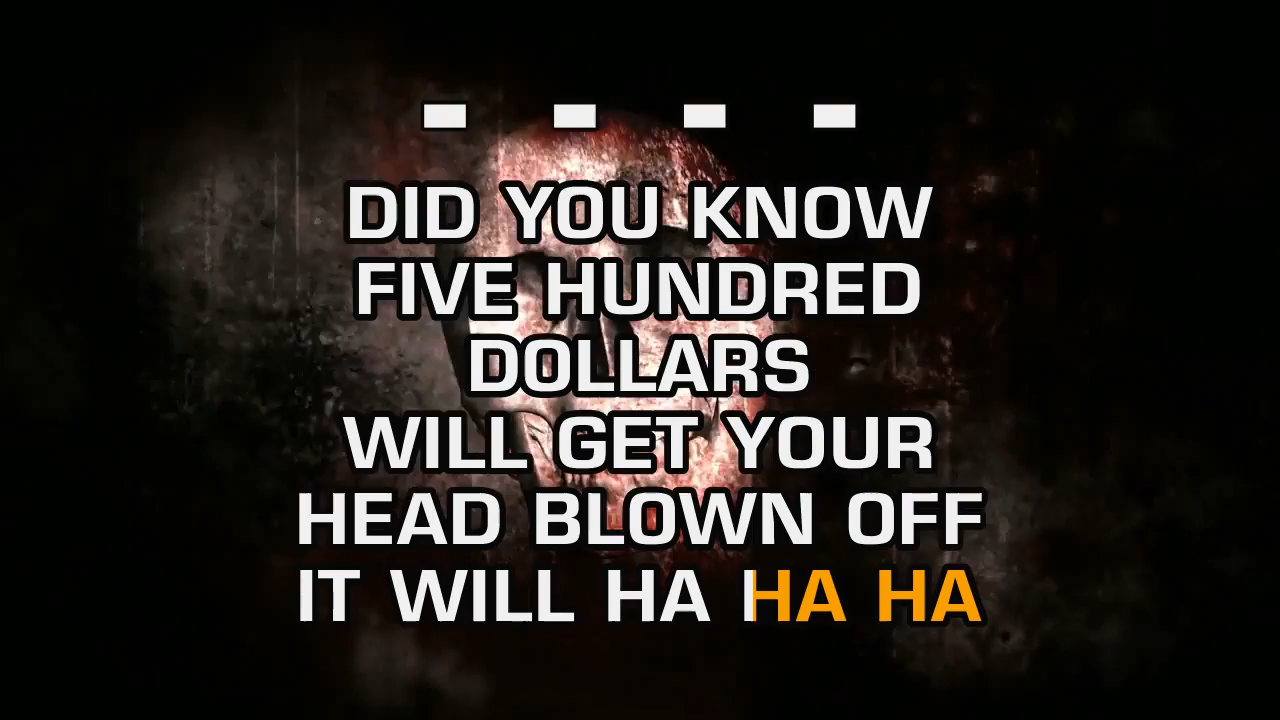 DID YOU KNOW
FIVE HUNDRED
DOLLARS
WILL GET YOUR
HEAD BLOWN OFF
IT WILL HA HA HA